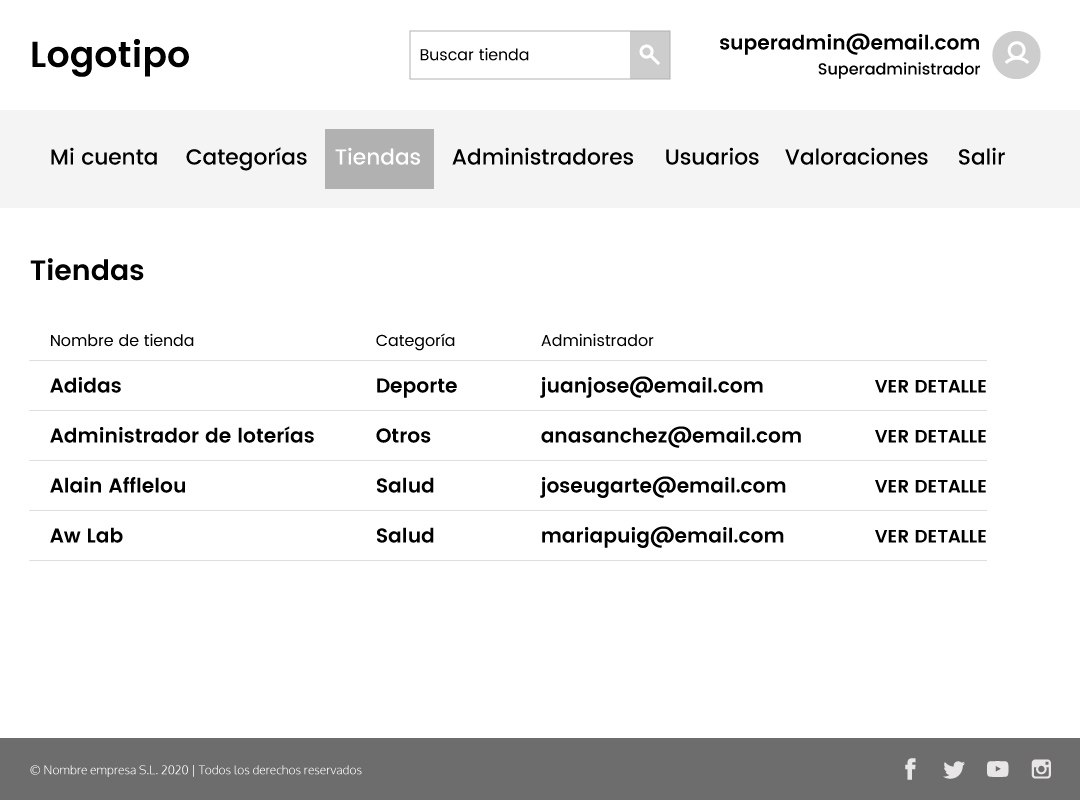 Logotipo
Buscar tienda
superadmin@email.com
Superadministrador
Mi cuenta Categorías Tiendas Administradores Usuarios Valoraciones Salir
Tiendas
Nombre de tienda Categoría Administrador
Adidas Deporte juanjose@email.com VER DETALLE
Administrador de loterías Otros anasanchez@email.com VER DETALLE
Alain Afflelou Salud joseugarte@email.com VER DETALLE
Aw Lab Salud mariapuig@email.com VER DETALLE
© Nombre empresa S.L. 2020 | Todos los derechos reservados